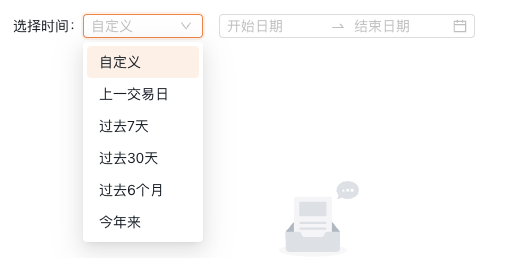 选择时间： 自定义 开始日期 → 结束日期
自定义
上一交易日
过去7天
过去30天
过去6个月
今年来